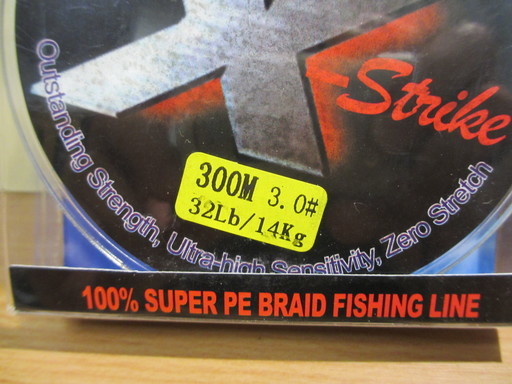 X-Strike
300M 3.0#
32Lb/14Kg
Outstanding Strength, Ultra-high Sensitivity, Zero Stretch
100% SUPER PE BRAID FISHING LINE